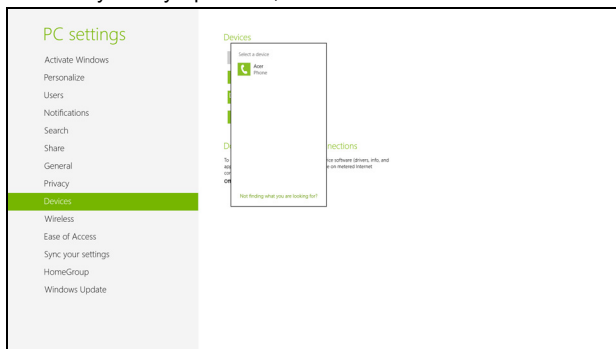 PC settings
Activate Windows
Personalize
Users
Notifications
Search
Share
General
Privacy
Devices
Wireless
Ease of Access
Sync your settings
HomeGroup
Windows Update
Devices
Select a device
Acer
Phone
Not finding what you are looking for?
nections
ce software (drivers, info, and
e on metered Internet